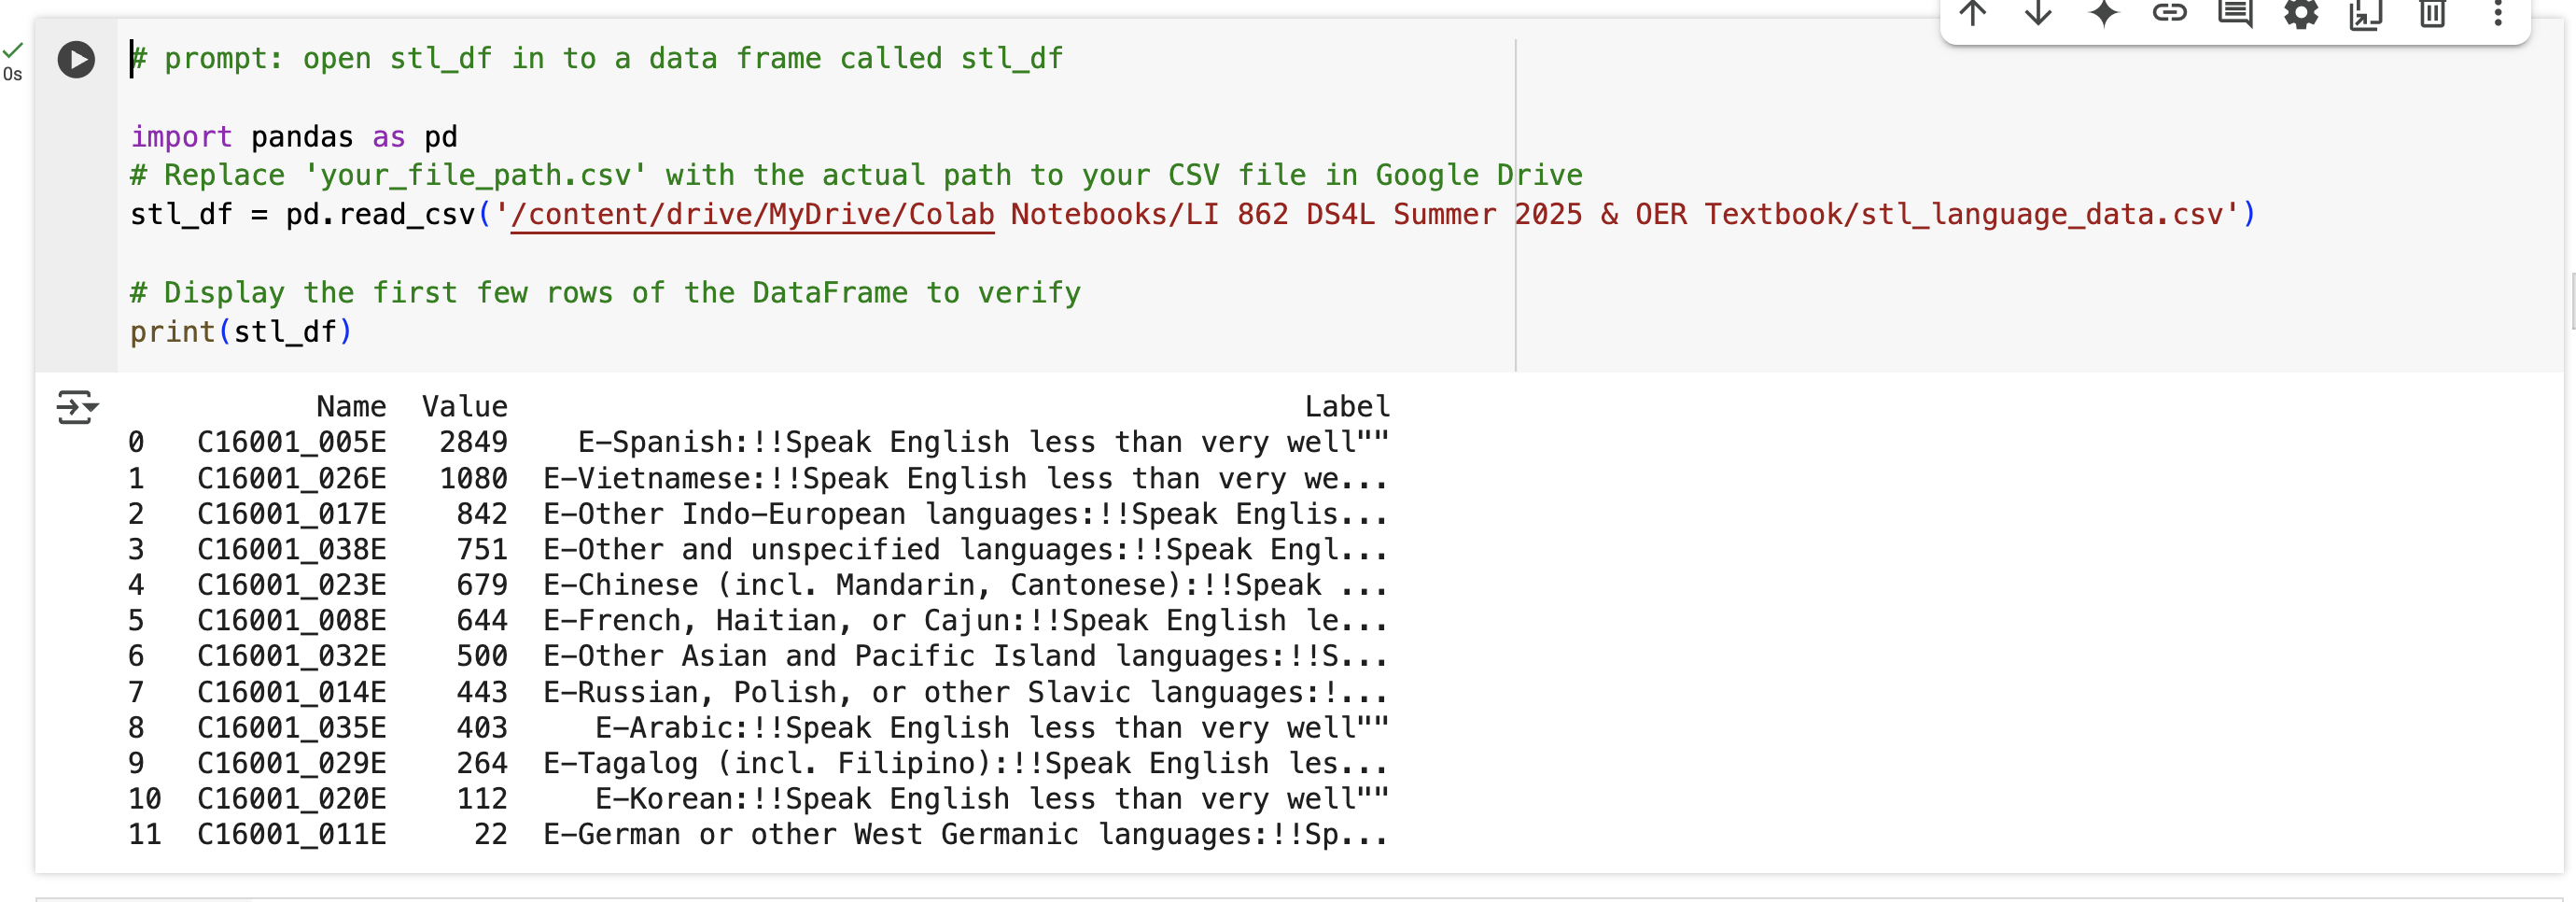 0s
# prompt: open stl_df in to a data frame called stl_df
import pandas as pd
# Replace 'your_file_path.csv' with the actual path to your CSV file in Google Drive
stl_df = pd.read_csv('/content/drive/MyDrive/Colab Notebooks/LI 862 DS4L Summer 2025 & OER Textbook/stl_language_data.csv')
# Display the first few rows of the DataFrame to verify
print(stl_df)
Name Value Label
0 C16001_005E 2849 E-Spanish:!!Speak English less than very well""
1 C16001_026E 1080 E-Vietnamese:!!Speak English less than very we...
2 C16001_017E 842 E-Other Indo-European languages:!!Speak Englis...
3 C16001_038E 751 E-Other and unspecified languages:!!Speak Engl...
4 C16001_023E 679 E-Chinese (incl. Mandarin, Cantonese):!!Speak ...
5 C16001_008E 644 E-French, Haitian, or Cajun:!!Speak English le...
6 C16001_032E 500 E-Other Asian and Pacific Island languages:!!S...
7 C16001_014E 443 E-Russian, Polish, or other Slavic languages:!...
8 C16001_035E 403 E-Arabic:!!Speak English less than very well""
9 C16001_029E 264 E-Tagalog (incl. Filipino):!!Speak English les...
10 C16001_020E 112 E-Korean:!!Speak English less than very well""
11 C16001_011E 22 E-German or other West Germanic languages:!!Sp...